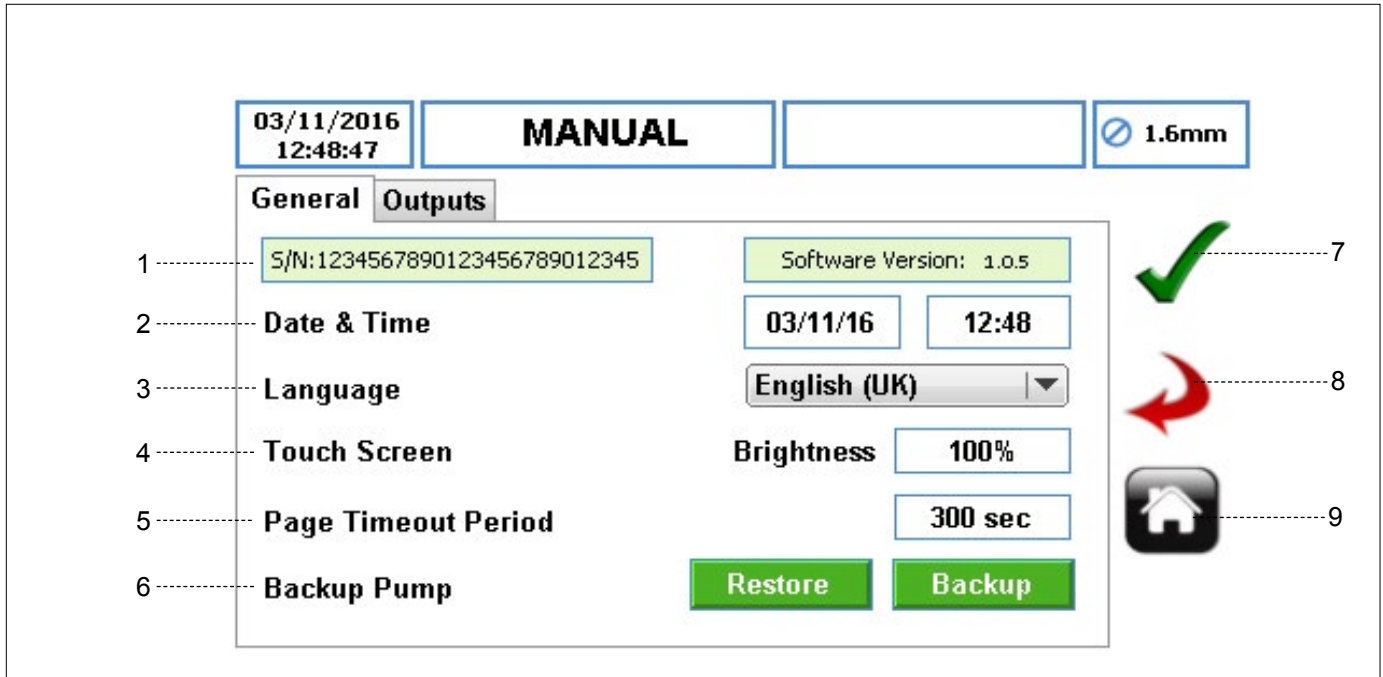 03/11/2016
12:48:47
MANUAL
1.6mm
General Outputs
1 S/N:1234567890123456789012345 Software Version: 1.0.5 7
2 Date & Time 03/11/16 12:48
3 Language English (UK) 8
4 Touch Screen Brightness 100%
5 Page Timeout Period 300 sec 9
6 Backup Pump Restore Backup